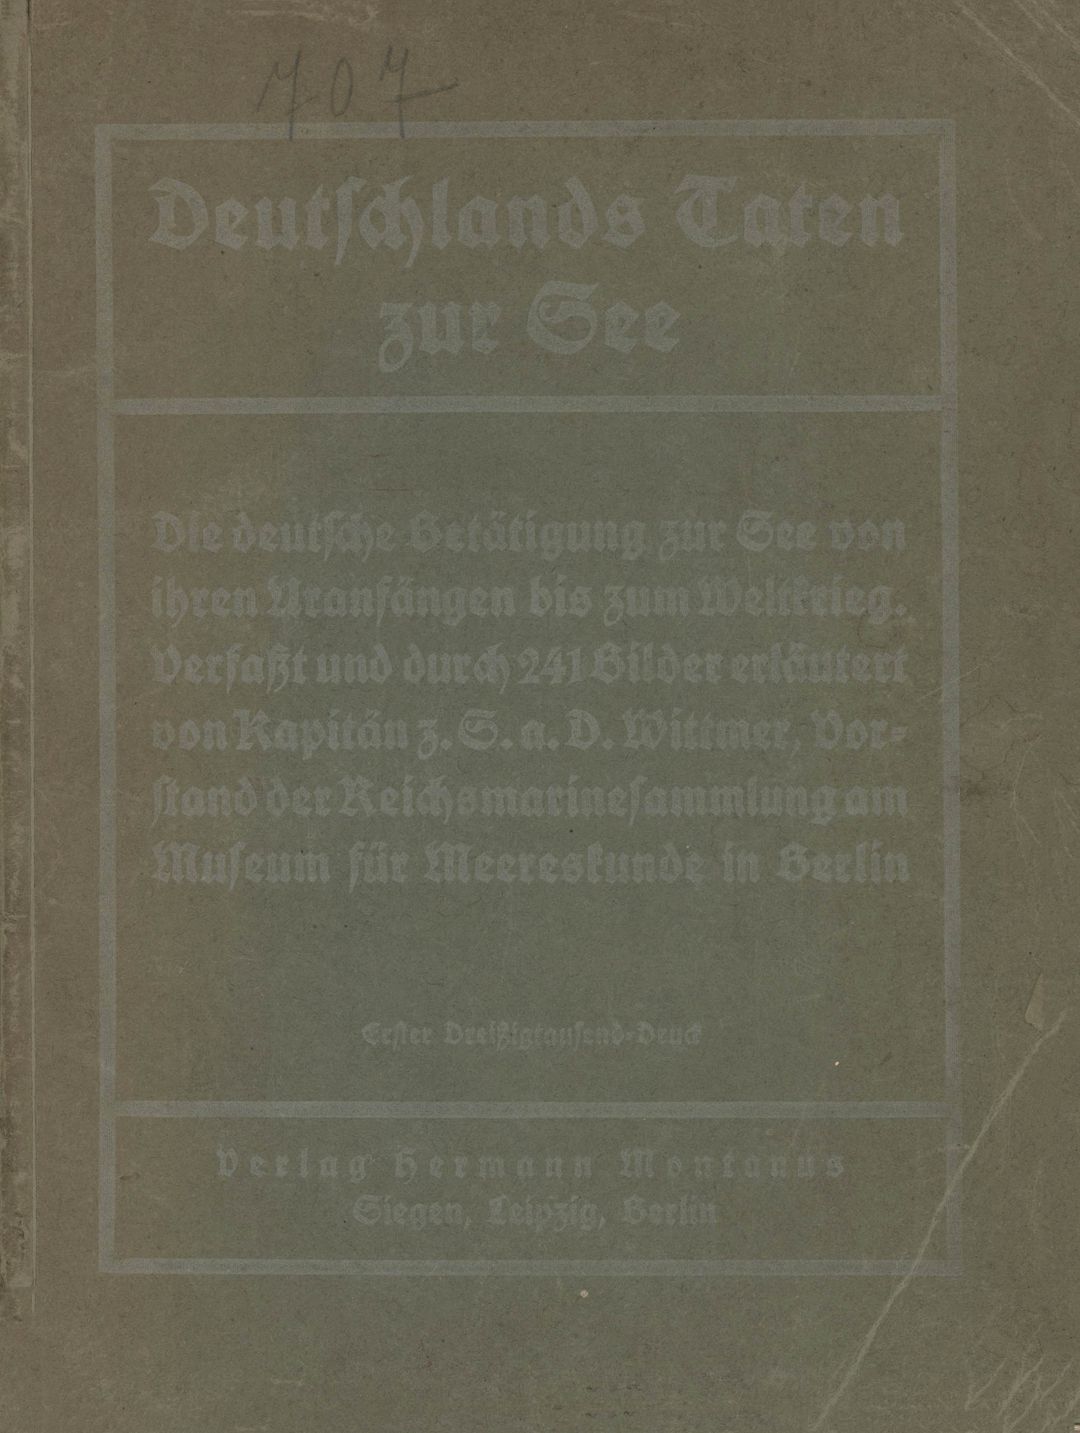 707
Deutschlands Taten
zur See
Die deutsche Betätigung zur See von
ihren Uranfängen bis zum Weltkrieg.
Verfaßt und durch 241 Bilder erläutert
von Kapitän z. S. a. D. Wittmer, Vor-
stand der Reichsmarinesammlung am
Museum für Meereskunde in Berlin
Erster Dreißigtausend-Druck
Verlag Hermann Montanus
Siegen, Leipzig, Berlin